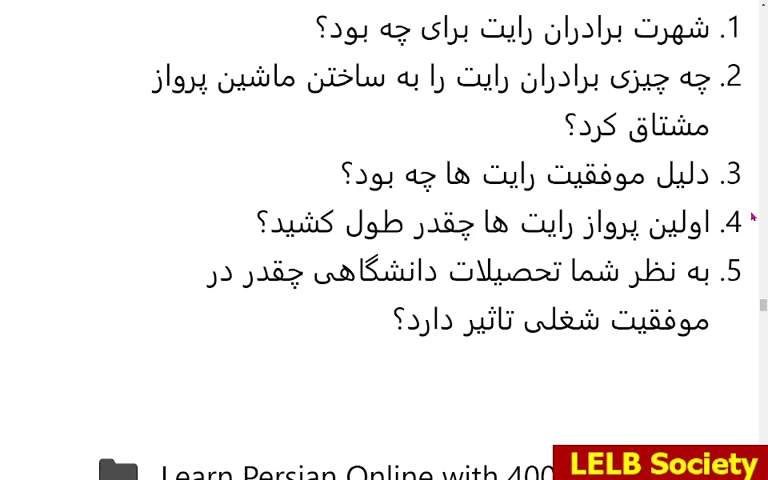 1. شهرت برادران رایت برای چه بود؟
2. چه چیزی برادران رایت را به ساختن ماشین پرواز
مشتاق کرد؟
3. دلیل موفقیت رایت ها چه بود؟
4. اولین پرواز رایت ها چقدر طول کشید؟
5. به نظر شما تحصیلات دانشگاهی چقدر در
موفقیت شغلی تاثیر دارد؟
Learn Persian Online with 400
LELB Society